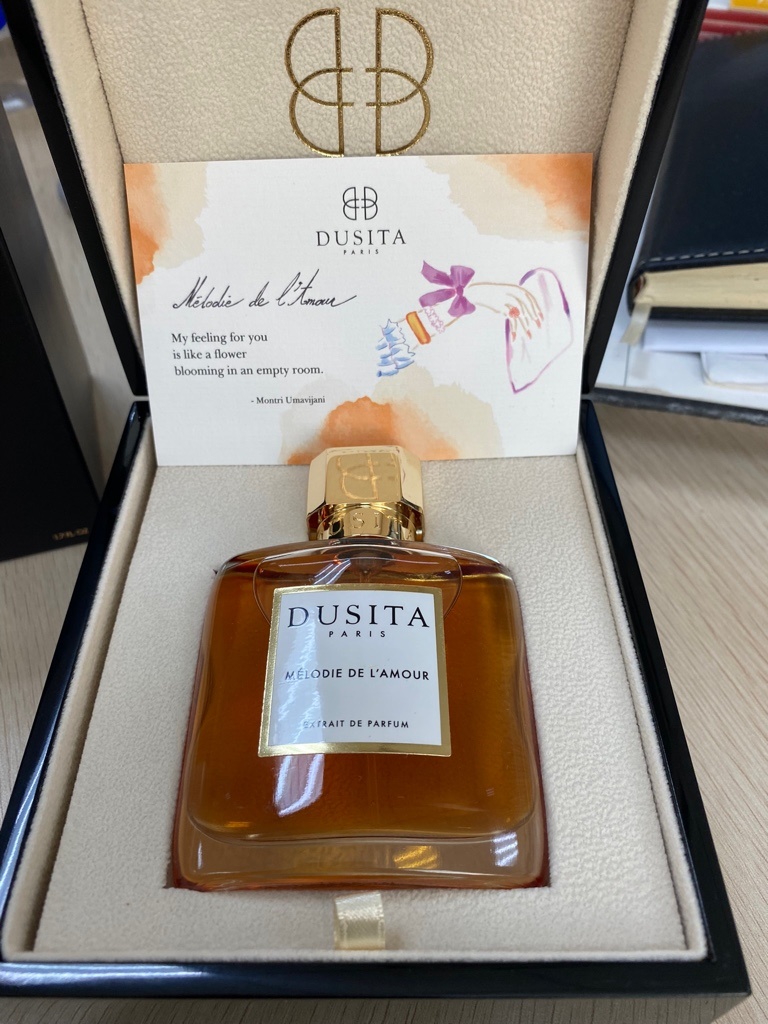 DUSITA
PARIS
Mélodie de l'Amour
My feeling for you
is like a flower
blooming in an empty room.
- Montri Umavijani
DUSITA
PARIS
MÉLODIE DE L'AMOUR
EXTRAIT DE PARFUM